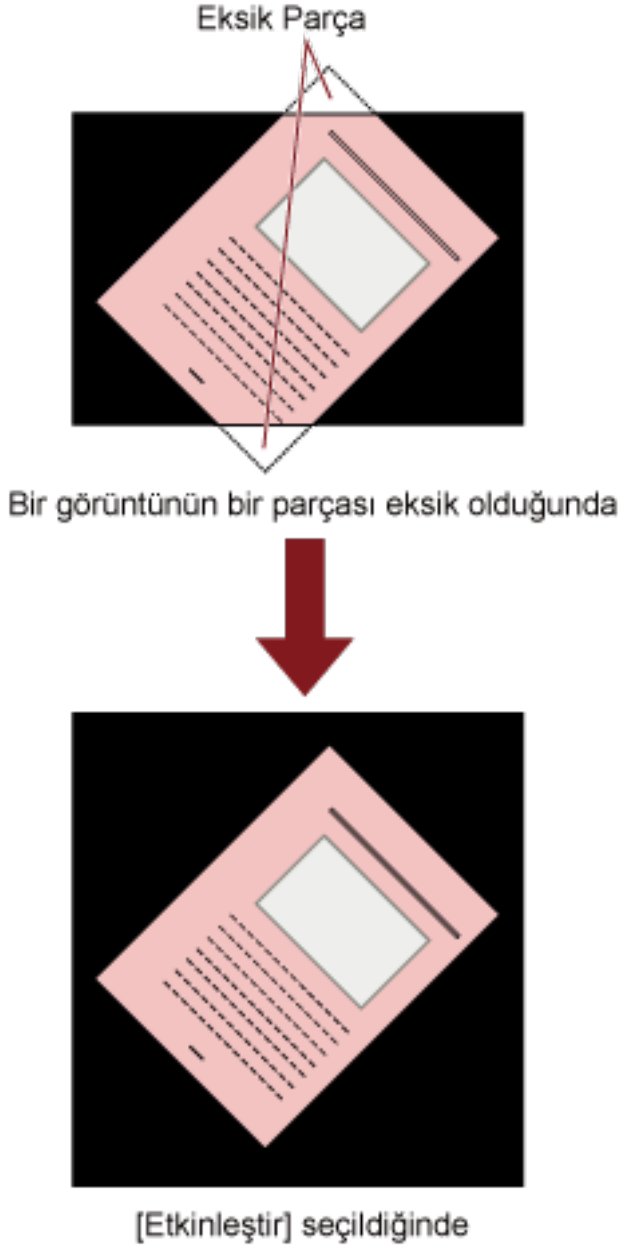 Eksik Parça
Bir görüntünün bir parçası eksik olduğunda
[Etkinleştir] seçildiğinde